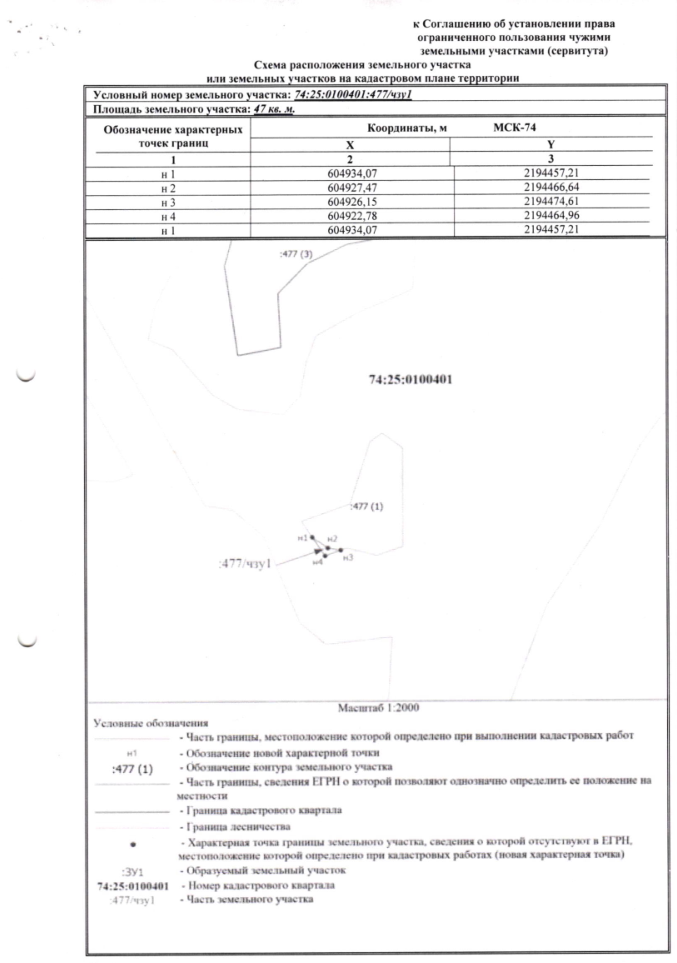 к Соглашению об установлении права
ограниченного пользования чужими
земельными участками (сервитута)
Схема расположения земельного участка
или земельных участков на кадастровом плане территории
Условный номер земельного участка: 74:25:0100401:477/чзу1
Площадь земельного участка: 47 кв. м.
Обозначение характерных точек границ
Координаты, м МСК-74
X Y
1 2 3
н 1 604934,07 2194457,21
н 2 604927,47 2194466,64
н 3 604926,15 2194474,61
н 4 604922,78 2194464,96
н 1 604934,07 2194457,21
:477 (3)
74:25:0100401
:477 (1)
н1
н2
н3
н4
:477/чзу1
Масштаб 1:2000
Условные обозначения
- Часть границы, местоположение которой определено при выполнении кадастровых работ
н1 - Обозначение новой характерной точки
:477 (1) - Обозначение контура земельного участка
- Часть границы, сведения ЕГРН о которой позволяют однозначно определить ее положение на
местности
- Граница кадастрового квартала
- Граница лесничества
- Характерная точка границы земельного участка, сведения о которой отсутствуют в ЕГРН,
местоположение которой определено при кадастровых работах (новая характерная точка)
:ЗУ1 - Образуемый земельный участок
74:25:0100401 - Номер кадастрового квартала
:477/чзу1 - Часть земельного участка